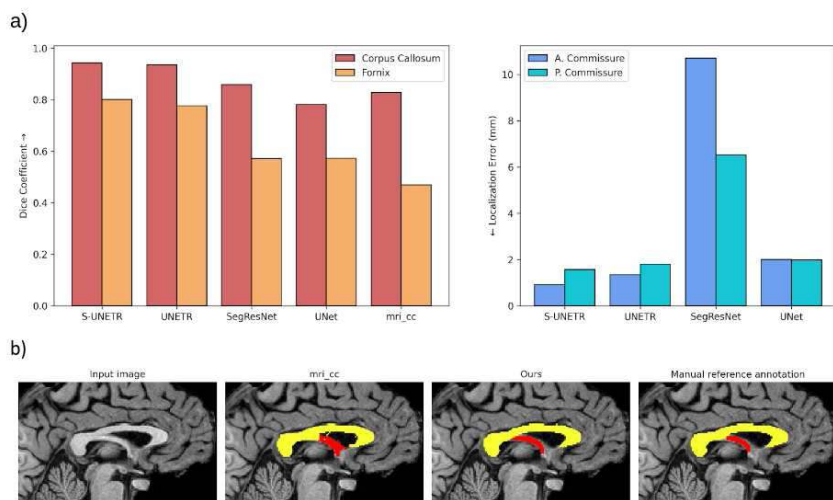 a)
1.0
0.8
0.6
0.4
0.2
0.0
Dice Coefficient →
Corpus Callosum
Fornix
S-UNETR UNETR SegResNet UNet mri_cc
10
8
6
4
2
0
← Localization Error (mm)
A. Commissure
P. Commissure
S-UNETR UNETR SegResNet UNet
b)
Input image mri_cc Ours Manual reference annotation